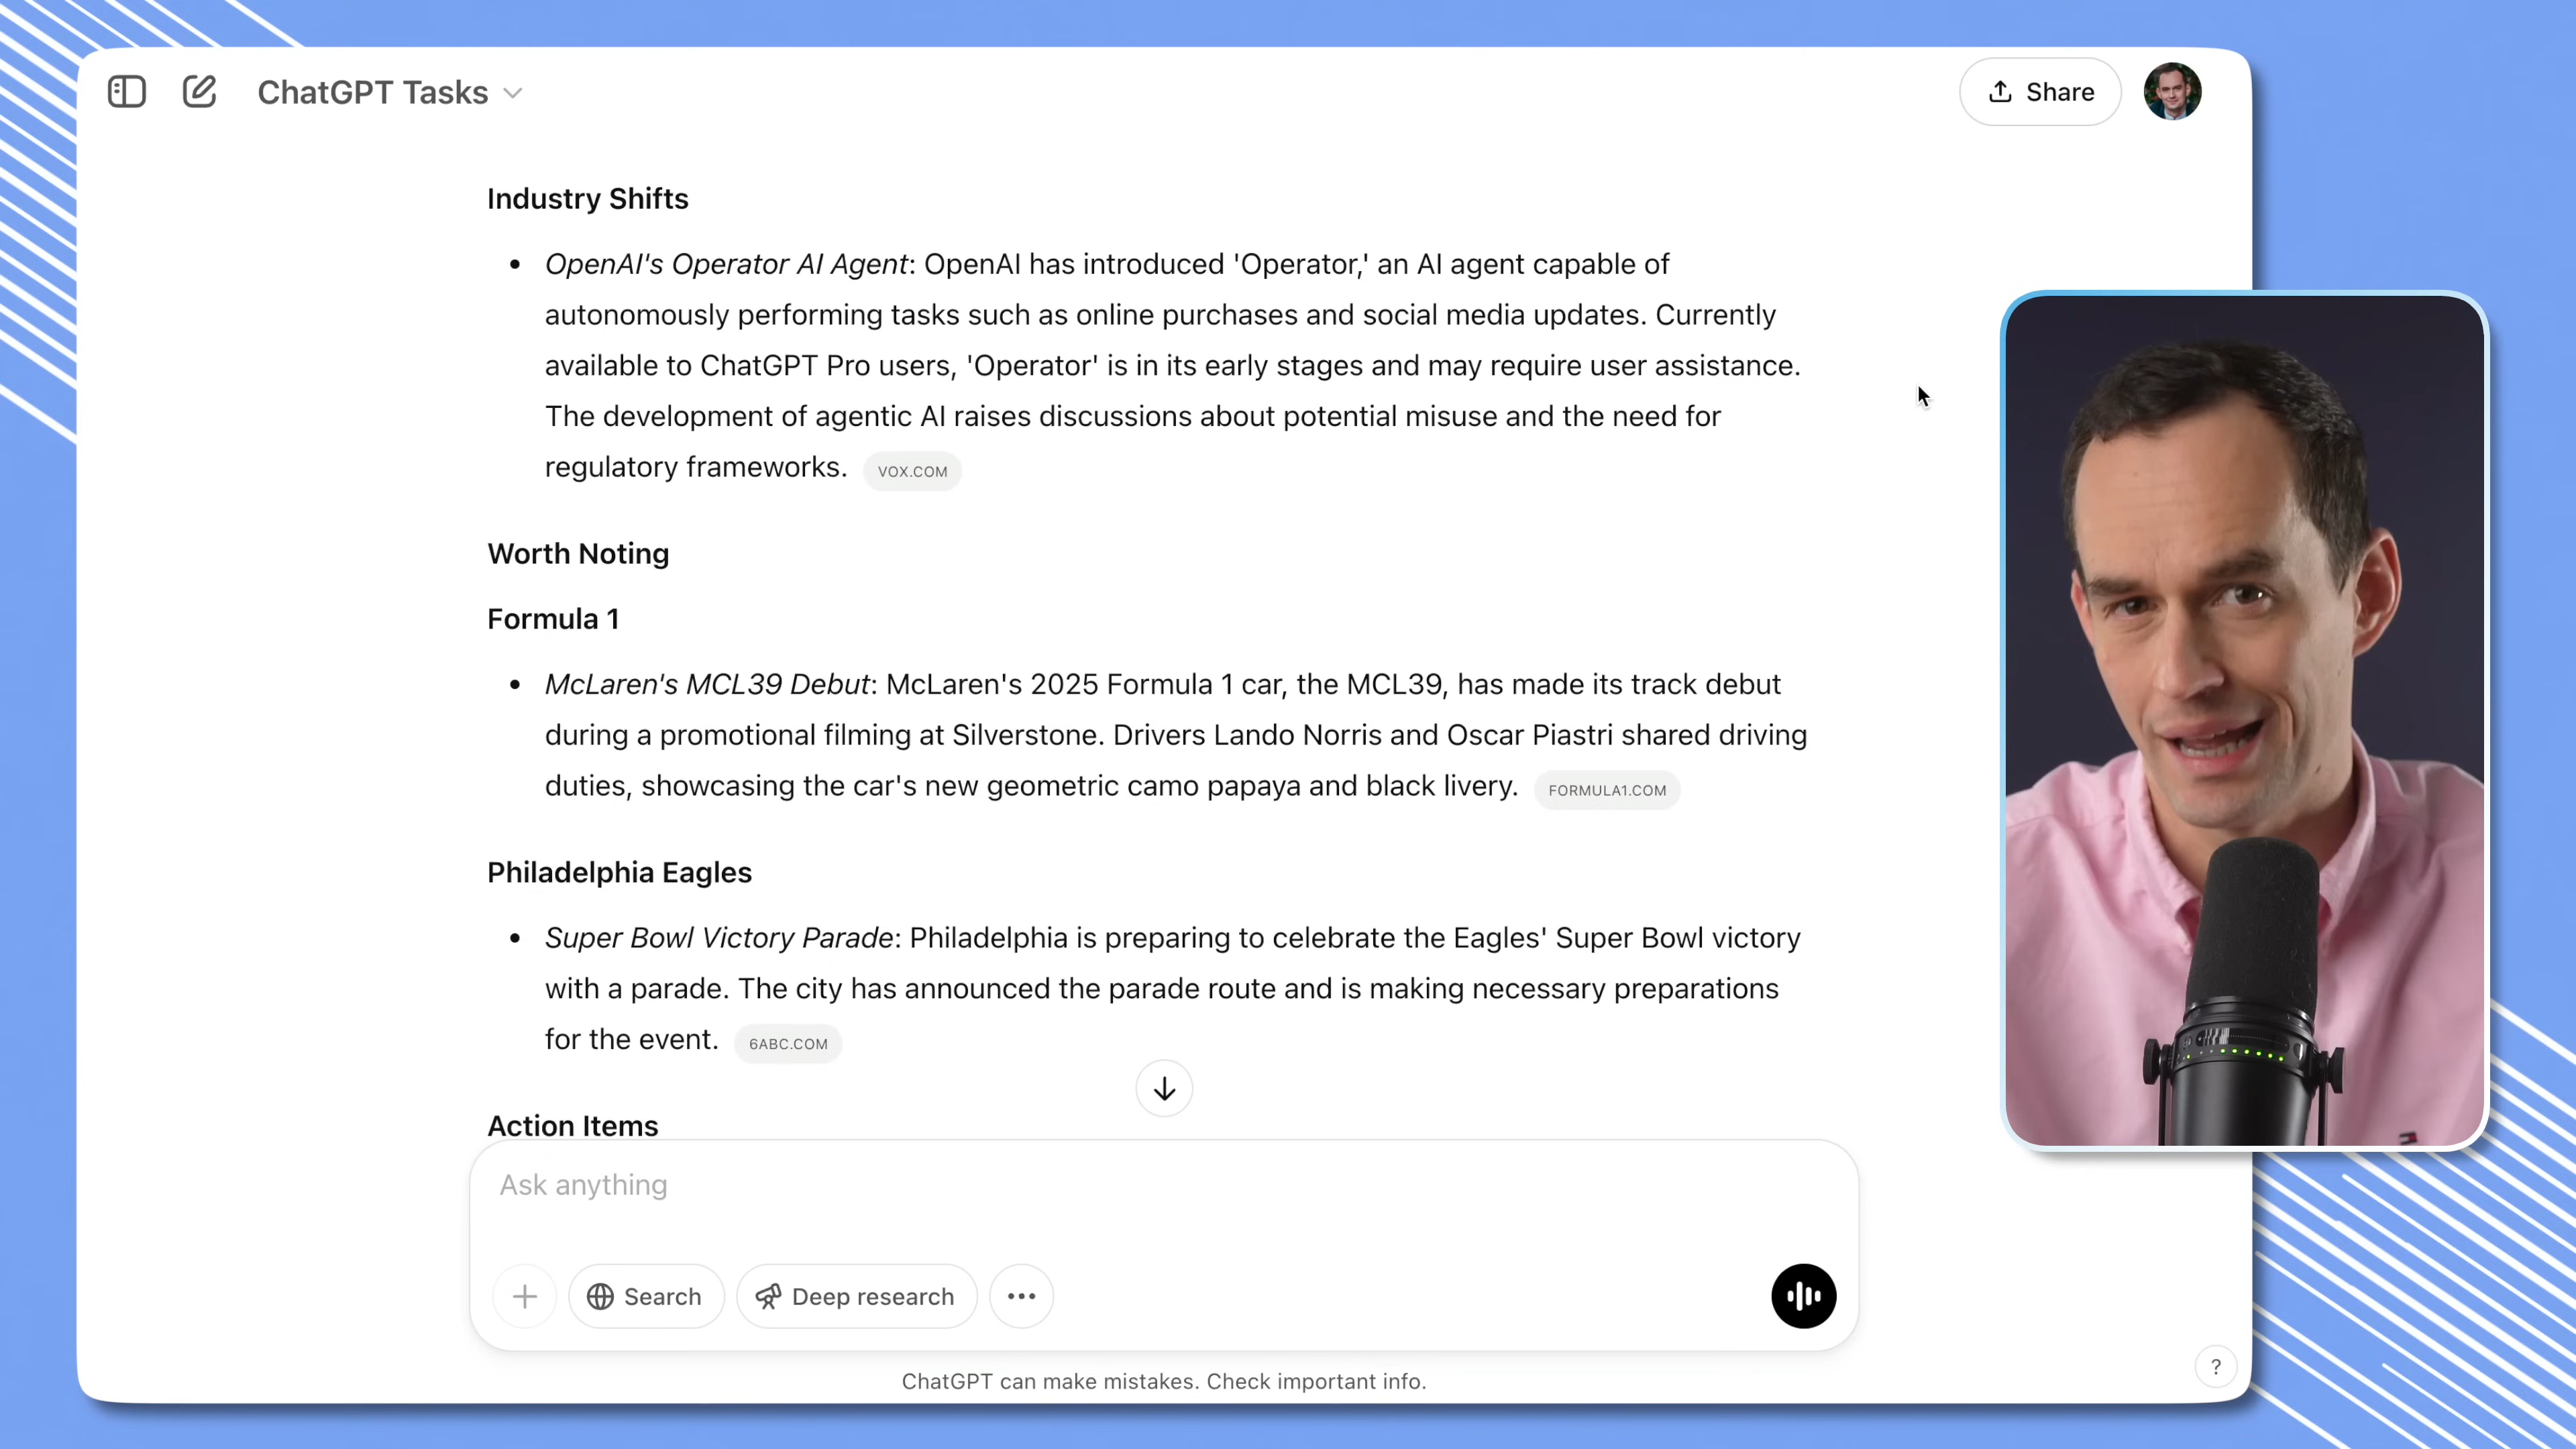 ChatGPT Tasks
Share
Industry Shifts
• OpenAI's Operator AI Agent: OpenAI has introduced 'Operator,' an AI agent capable of
autonomously performing tasks such as online purchases and social media updates. Currently
available to ChatGPT Pro users, 'Operator' is in its early stages and may require user assistance.
The development of agentic AI raises discussions about potential misuse and the need for
regulatory frameworks. VOX.COM
Worth Noting
Formula 1
• McLaren's MCL39 Debut: McLaren's 2025 Formula 1 car, the MCL39, has made its track debut
during a promotional filming at Silverstone. Drivers Lando Norris and Oscar Piastri shared driving
duties, showcasing the car's new geometric camo papaya and black livery. FORMULA1.COM
Philadelphia Eagles
• Super Bowl Victory Parade: Philadelphia is preparing to celebrate the Eagles' Super Bowl victory
with a parade. The city has announced the parade route and is making necessary preparations
for the event. 6ABC.COM
Action Items
Ask anything
Search
Deep research
ChatGPT can make mistakes. Check important info.
?